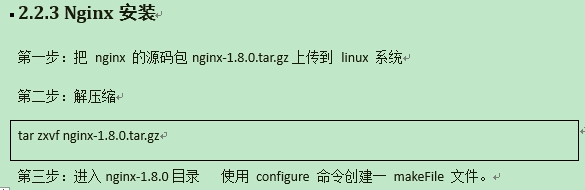 2.2.3 Nginx 安装
第一步：把 nginx 的源码包 nginx-1.8.0.tar.gz 上传到 linux 系统
第二步：解压缩
tar zxvf nginx-1.8.0.tar.gz
第三步：进入 nginx-1.8.0 目录 使用 configure 命令创建一 makeFile 文件。